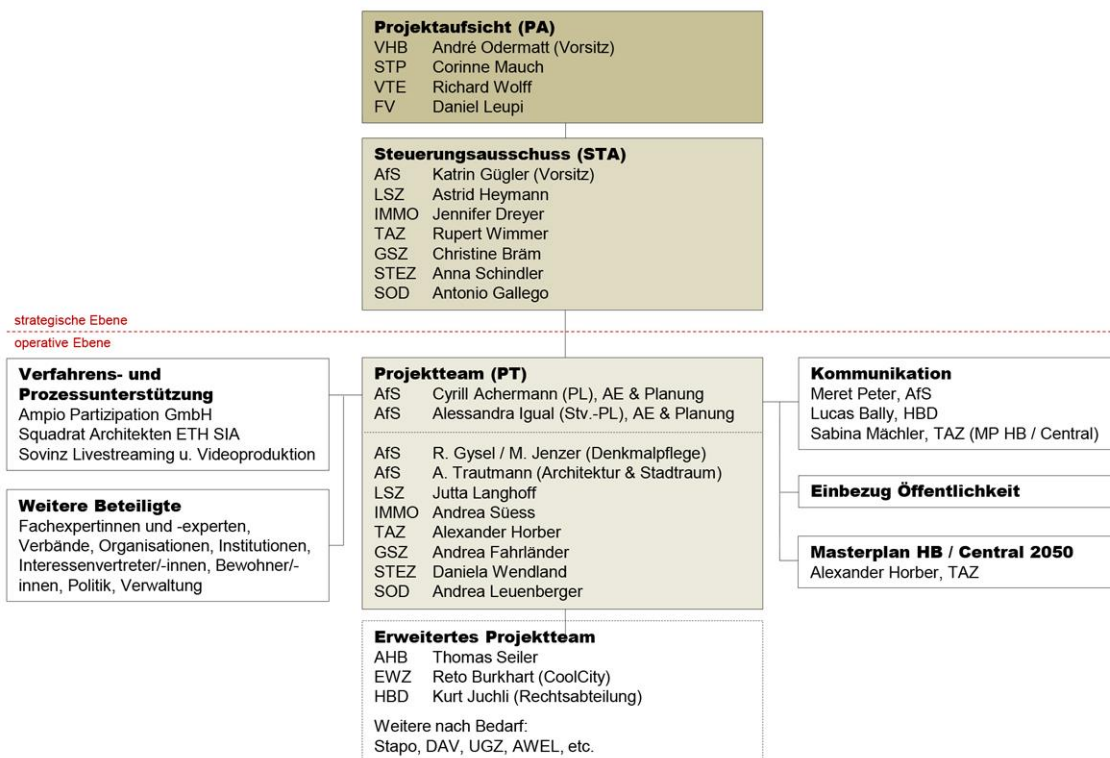 Projektaufsicht (PA)
VHB André Odermatt (Vorsitz)
STP Corinne Mauch
VTE Richard Wolff
FV Daniel Leupi
Steuerungsausschuss (STA)
AfS Katrin Gügler (Vorsitz)
LSZ Astrid Heymann
IMMO Jennifer Dreyer
TAZ Rupert Wimmer
GSZ Christine Bräm
STEZ Anna Schindler
SOD Antonio Gallego
strategische Ebene
operative Ebene
Verfahrens- und
Prozessunterstützung
Ampio Partizipation GmbH
Squadrat Architekten ETH SIA
Sovinz Livestreaming u. Videoproduktion
Weitere Beteiligte
Fachexpertinnen und -experten,
Verbände, Organisationen, Institutionen,
Interessenvertreter/-innen, Bewohner/-
innen, Politik, Verwaltung
Projektteam (PT)
AfS Cyrill Achermann (PL), AE & Planung
AfS Alessandra Igual (Stv.-PL), AE & Planung
AfS R. Gysel / M. Jenzer (Denkmalpflege)
AfS A. Trautmann (Architektur & Stadtraum)
LSZ Jutta Langhoff
IMMO Andrea Süess
TAZ Alexander Horber
GSZ Andrea Fahrländer
STEZ Daniela Wendland
SOD Andrea Leuenberger
Kommunikation
Meret Peter, AfS
Lucas Bally, HBD
Sabina Mächler, TAZ (MP HB / Central)
Einbezug Öffentlichkeit
Masterplan HB / Central 2050
Alexander Horber, TAZ
Erweitertes Projektteam
AHB Thomas Seiler
EWZ Reto Burkhart (CoolCity)
HBD Kurt Juchli (Rechtsabteilung)
Weitere nach Bedarf:
Stapo, DAV, UGZ, AWEL, etc.